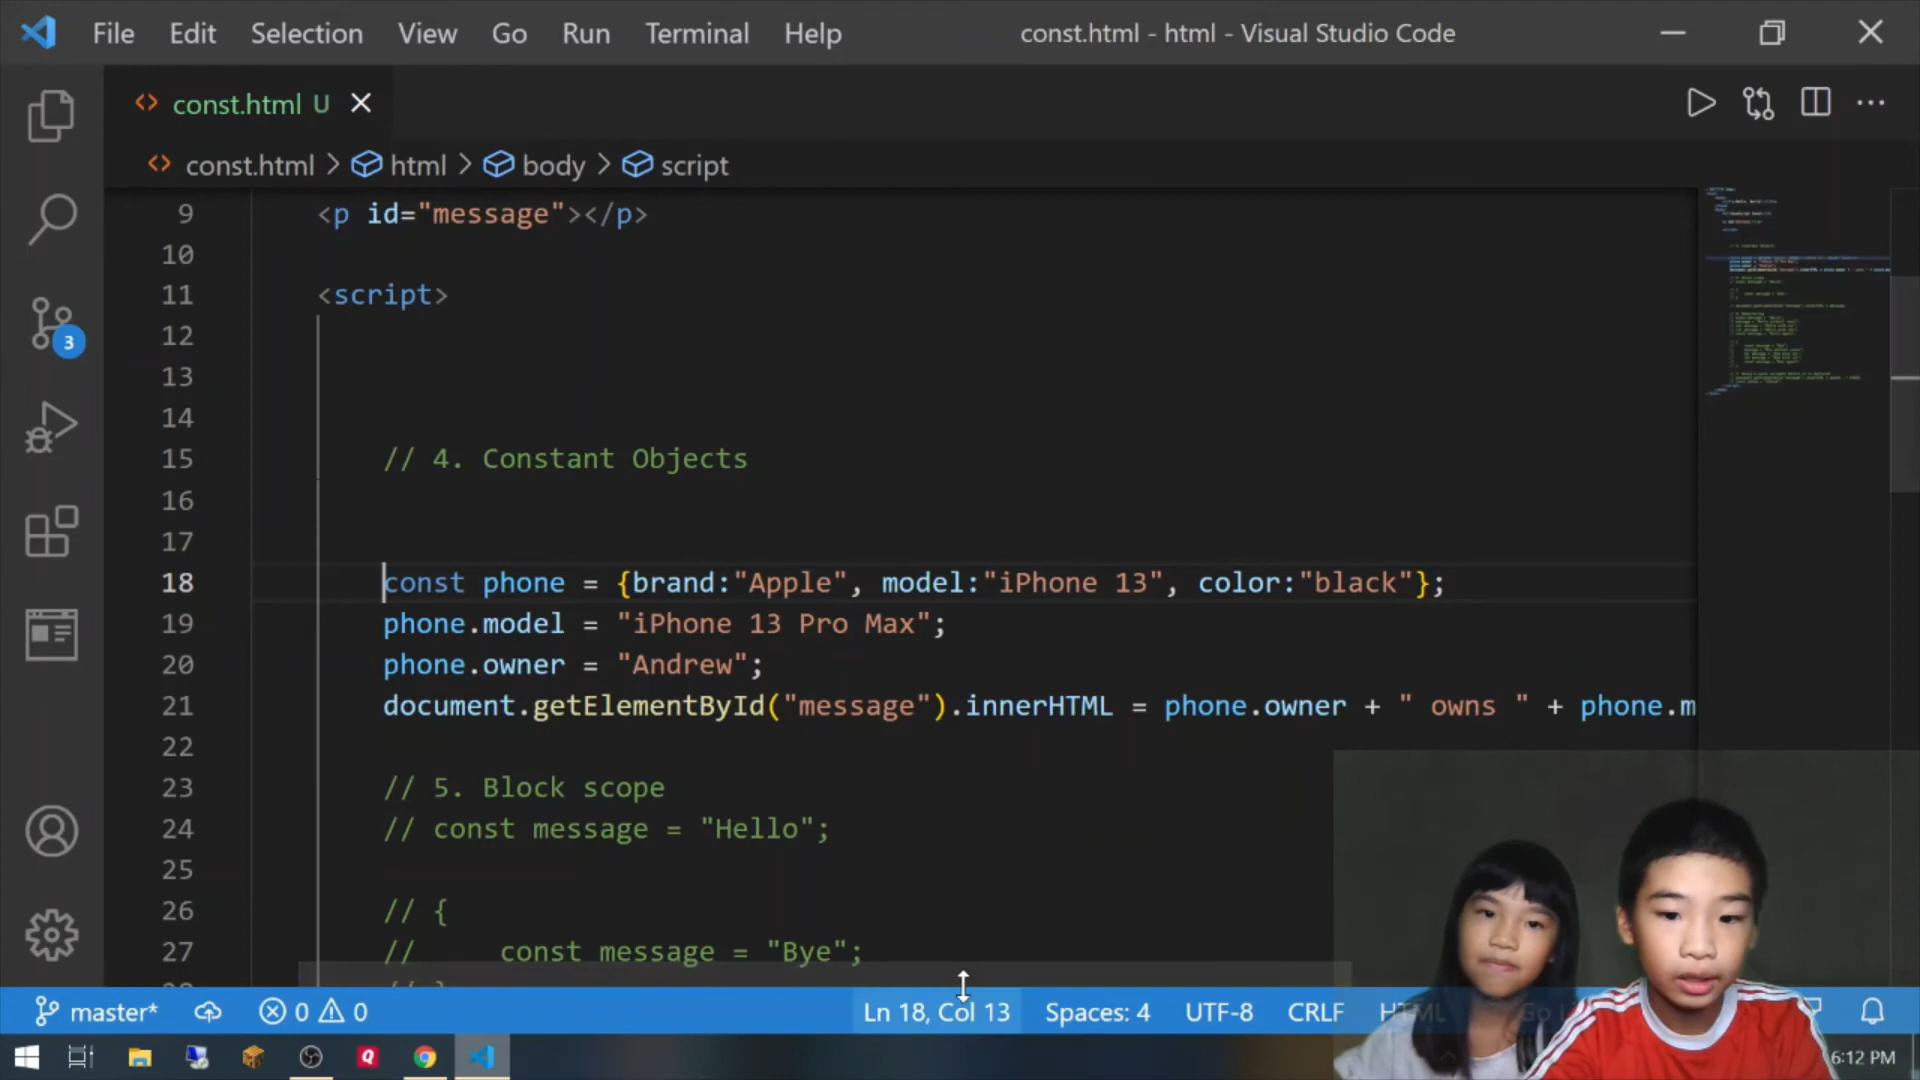 File Edit Selection View Go Run Terminal Help const.html - html - Visual Studio Code
const.html U
const.html > html > body > script
9 <p id="message"></p>
10
11 <script>
12
13
14
15 // 4. Constant Objects
16
17
18 const phone = {brand:"Apple", model:"iPhone 13", color:"black"};
19 phone.model = "iPhone 13 Pro Max";
20 phone.owner = "Andrew";
21 document.getElementById("message").innerHTML = phone.owner + " owns " + phone.m
22
23 // 5. Block scope
24 // const message = "Hello";
25
26 // {
27 //     const message = "Bye";
3
master* 0 0 Ln 18, Col 13 Spaces: 4 UTF-8 CRLF HTML
6:12 PM